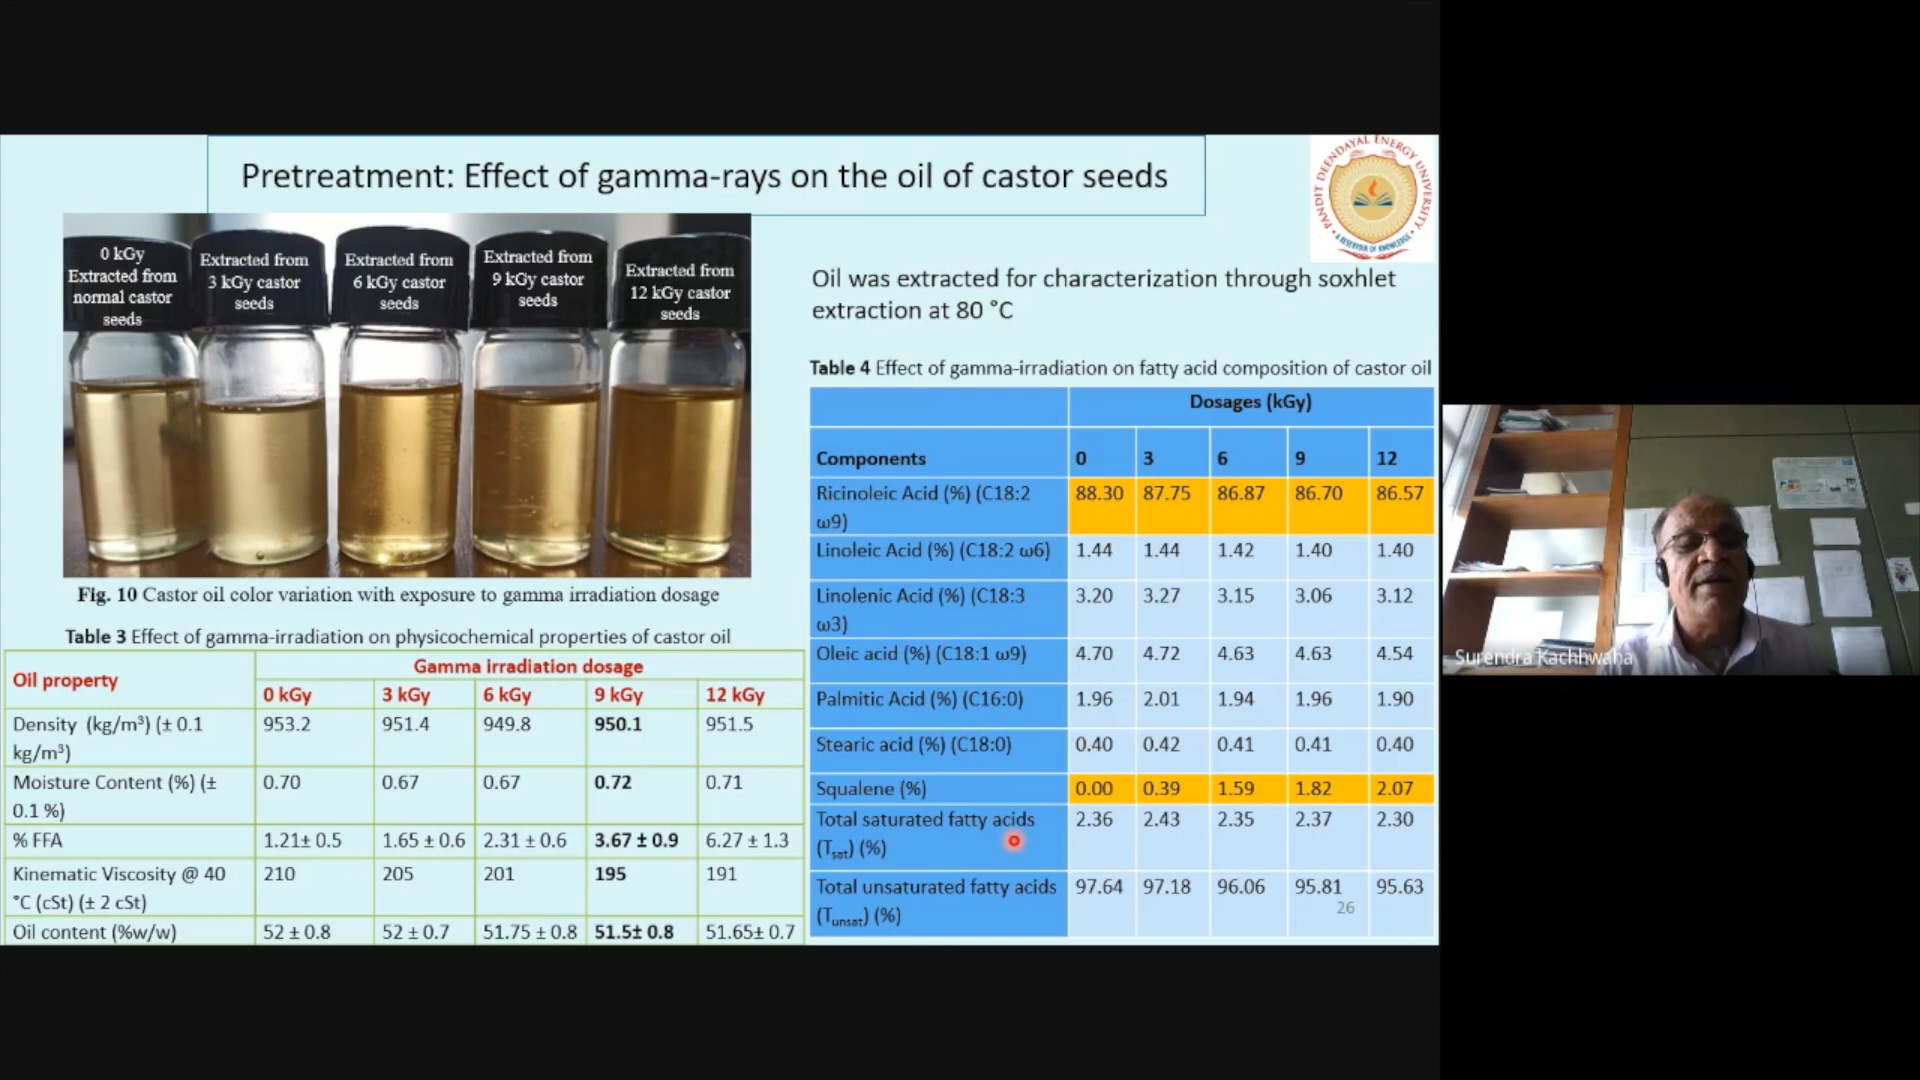 Pretreatment: Effect of gamma-rays on the oil of castor seeds
PANDIT DEENDAYAL ENERGY UNIVERSITY
A RESERVOIR OF KNOWLEDGE
0 kGy
Extracted from
normal castor
seeds
Extracted from
3 kGy castor
seeds
Extracted from
6 kGy castor
seeds
Extracted from
9 kGy castor
seeds
Extracted from
12 kGy castor
seeds
Fig. 10 Castor oil color variation with exposure to gamma irradiation dosage
Table 3 Effect of gamma-irradiation on physicochemical properties of castor oil
Oil property
Gamma irradiation dosage
0 kGy 3 kGy 6 kGy 9 kGy 12 kGy
Density (kg/m³) (± 0.1 953.2 951.4 949.8 950.1 951.5
kg/m³)
Moisture Content (%) (± 0.70 0.67 0.67 0.72 0.71
0.1 %)
% FFA 1.21± 0.5 1.65 ± 0.6 2.31 ± 0.6 3.67 ± 0.9 6.27 ± 1.3
Kinematic Viscosity @ 40 210 205 201 195 191
°C (cSt) (± 2 cSt)
Oil content (%w/w) 52 ± 0.8 52 ± 0.7 51.75 ± 0.8 51.5± 0.8 51.65± 0.7
Oil was extracted for characterization through soxhlet
extraction at 80 °C
Table 4 Effect of gamma-irradiation on fatty acid composition of castor oil
Dosages (kGy)
Components 0 3 6 9 12
Ricinoleic Acid (%) (C18:2 88.30 87.75 86.87 86.70 86.57
ω9)
Linoleic Acid (%) (C18:2 ω6) 1.44 1.44 1.42 1.40 1.40
Linolenic Acid (%) (C18:3 3.20 3.27 3.15 3.06 3.12
ω3)
Oleic acid (%) (C18:1 ω9) 4.70 4.72 4.63 4.63 4.54
Palmitic Acid (%) (C16:0) 1.96 2.01 1.94 1.96 1.90
Stearic acid (%) (C18:0) 0.40 0.42 0.41 0.41 0.40
Squalene (%) 0.00 0.39 1.59 1.82 2.07
Total saturated fatty acids 2.36 2.43 2.35 2.37 2.30
(Tsat) (%)
Total unsaturated fatty acids 97.64 97.18 96.06 95.81 95.63
(Tunsat) (%)
26
Surendra Kachhwaha